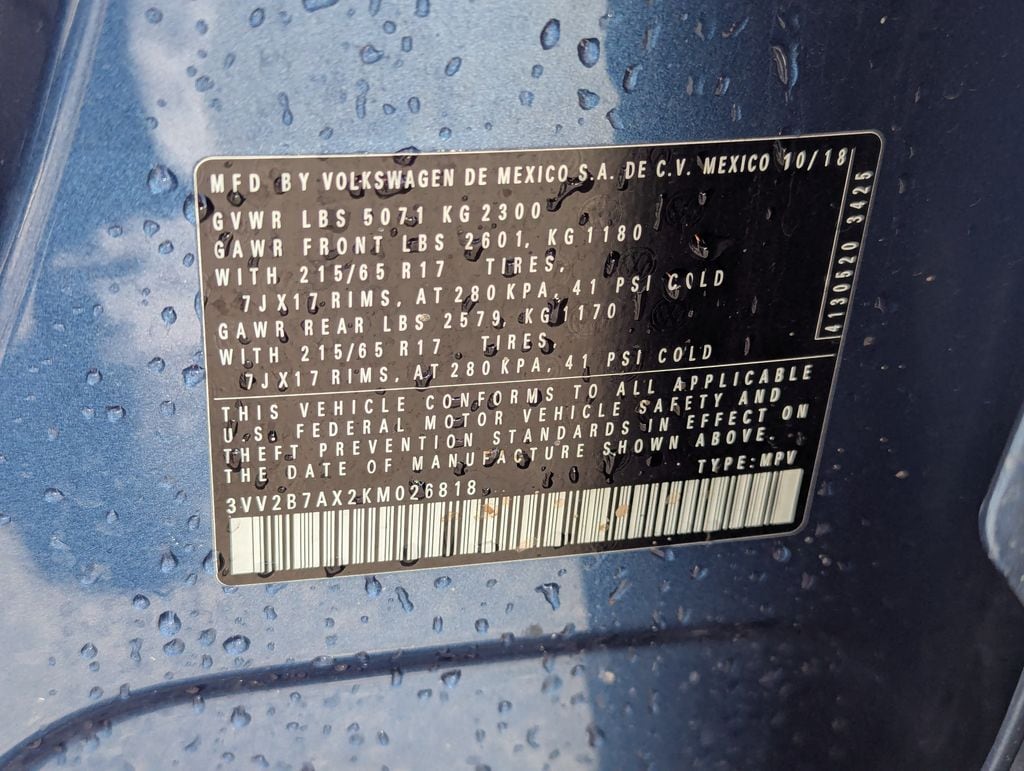 MFD BY VOLKSWAGEN DE MEXICO S.A. DE C.V. MEXICO 10/18
GVWR LBS 5071 KG 2300
GAWR FRONT LBS 2601, KG 1180
WITH 215/65 R17 TIRES,
7JX17 RIMS, AT 280 KPA, 41 PSI COLD
GAWR REAR LBS 2579, KG 1170
WITH 215/65 R17 TIRES,
7JX17 RIMS, AT 280 KPA, 41 PSI COLD
4130520 3425
THIS VEHICLE CONFORMS TO ALL APPLICABLE
U.S. FEDERAL MOTOR VEHICLE SAFETY AND
THEFT PREVENTION STANDARDS IN EFFECT ON
THE DATE OF MANUFACTURE SHOWN ABOVE.
TYPE: MPV
3VV2B7AX2KM026818